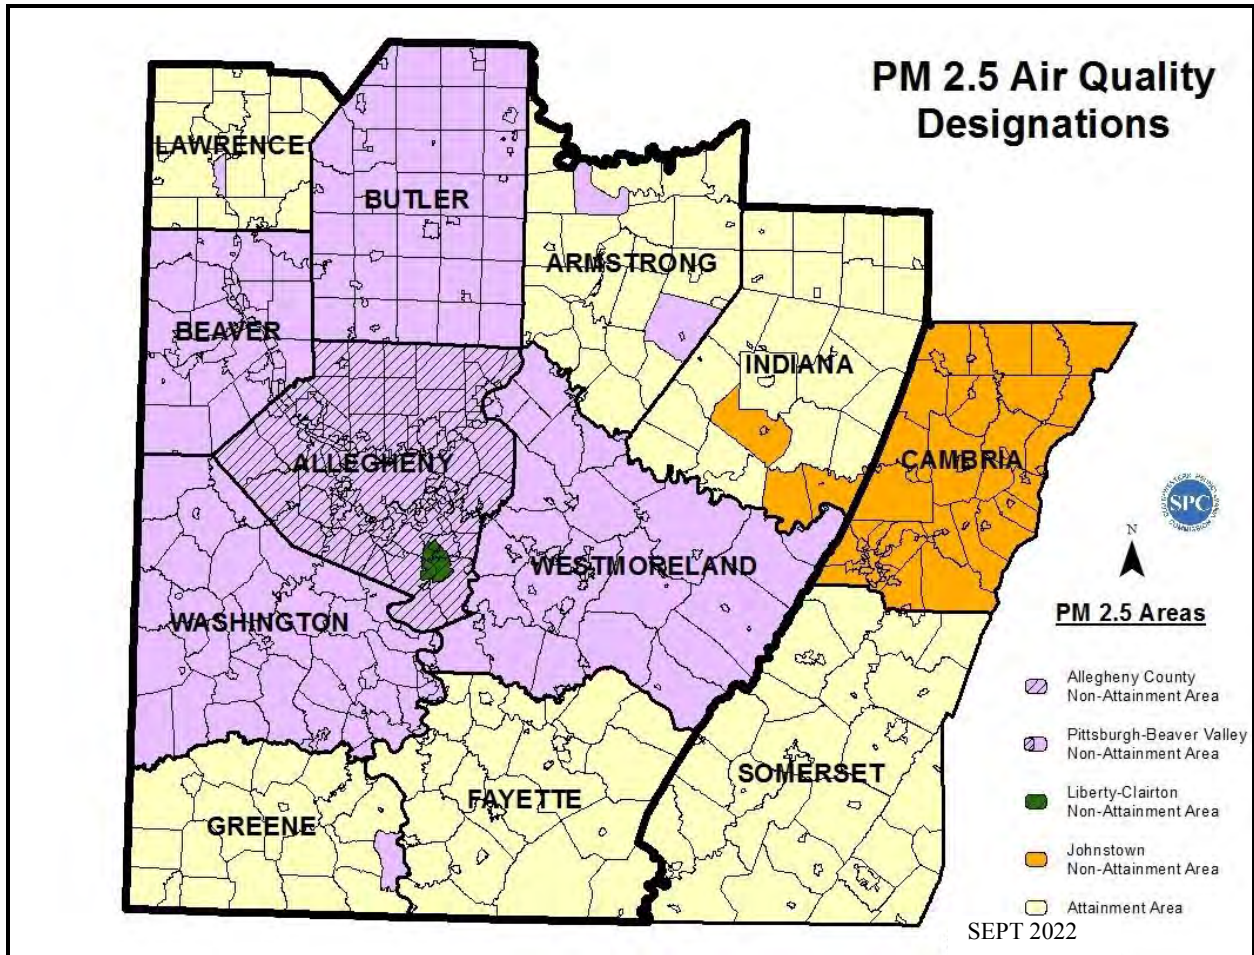 PM 2.5 Air Quality
Designations
LAWRENCE
BUTLER
ARMSTRONG
BEAVER
INDIANA
ALLEGHENY
CAMBRIA
SPC
N
WESTMORELAND
WASHINGTON
PM 2.5 Areas
Allegheny County
Non-Attainment Area
Pittsburgh-Beaver Valley
Non-Attainment Area
SOMERSET
FAYETTE
GREENE
Liberty-Clairton
Non-Attainment Area
Johnstown
Non-Attainment Area
Attainment Area
SEPT 2022